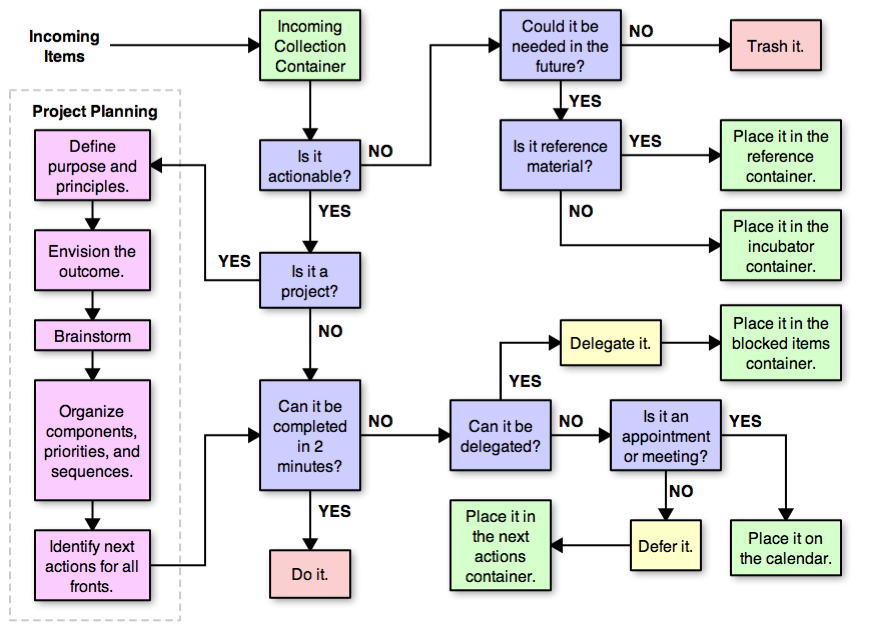 Incoming
Items
Incoming
Collection
Container
Could it be
needed in the
future?
NO
Trash it.
YES
Project Planning
Define
purpose and
principles.
Is it
actionable?
NO
Is it reference
material?
YES
Place it in the
reference
container.
YES
NO
Place it in the
incubator
container.
Envision the
outcome.
YES
Is it a
project?
NO
Brainstorm
Delegate it.
Place it in the
blocked items
container.
YES
Organize
components,
priorities, and
sequences.
Can it be
completed
in 2
minutes?
NO
Can it be
delegated?
NO
Is it an
appointment
or meeting?
YES
YES
NO
Identify next
actions for all
fronts.
Do it.
Place it in
the next
actions
container.
Defer it.
Place it on
the calendar.